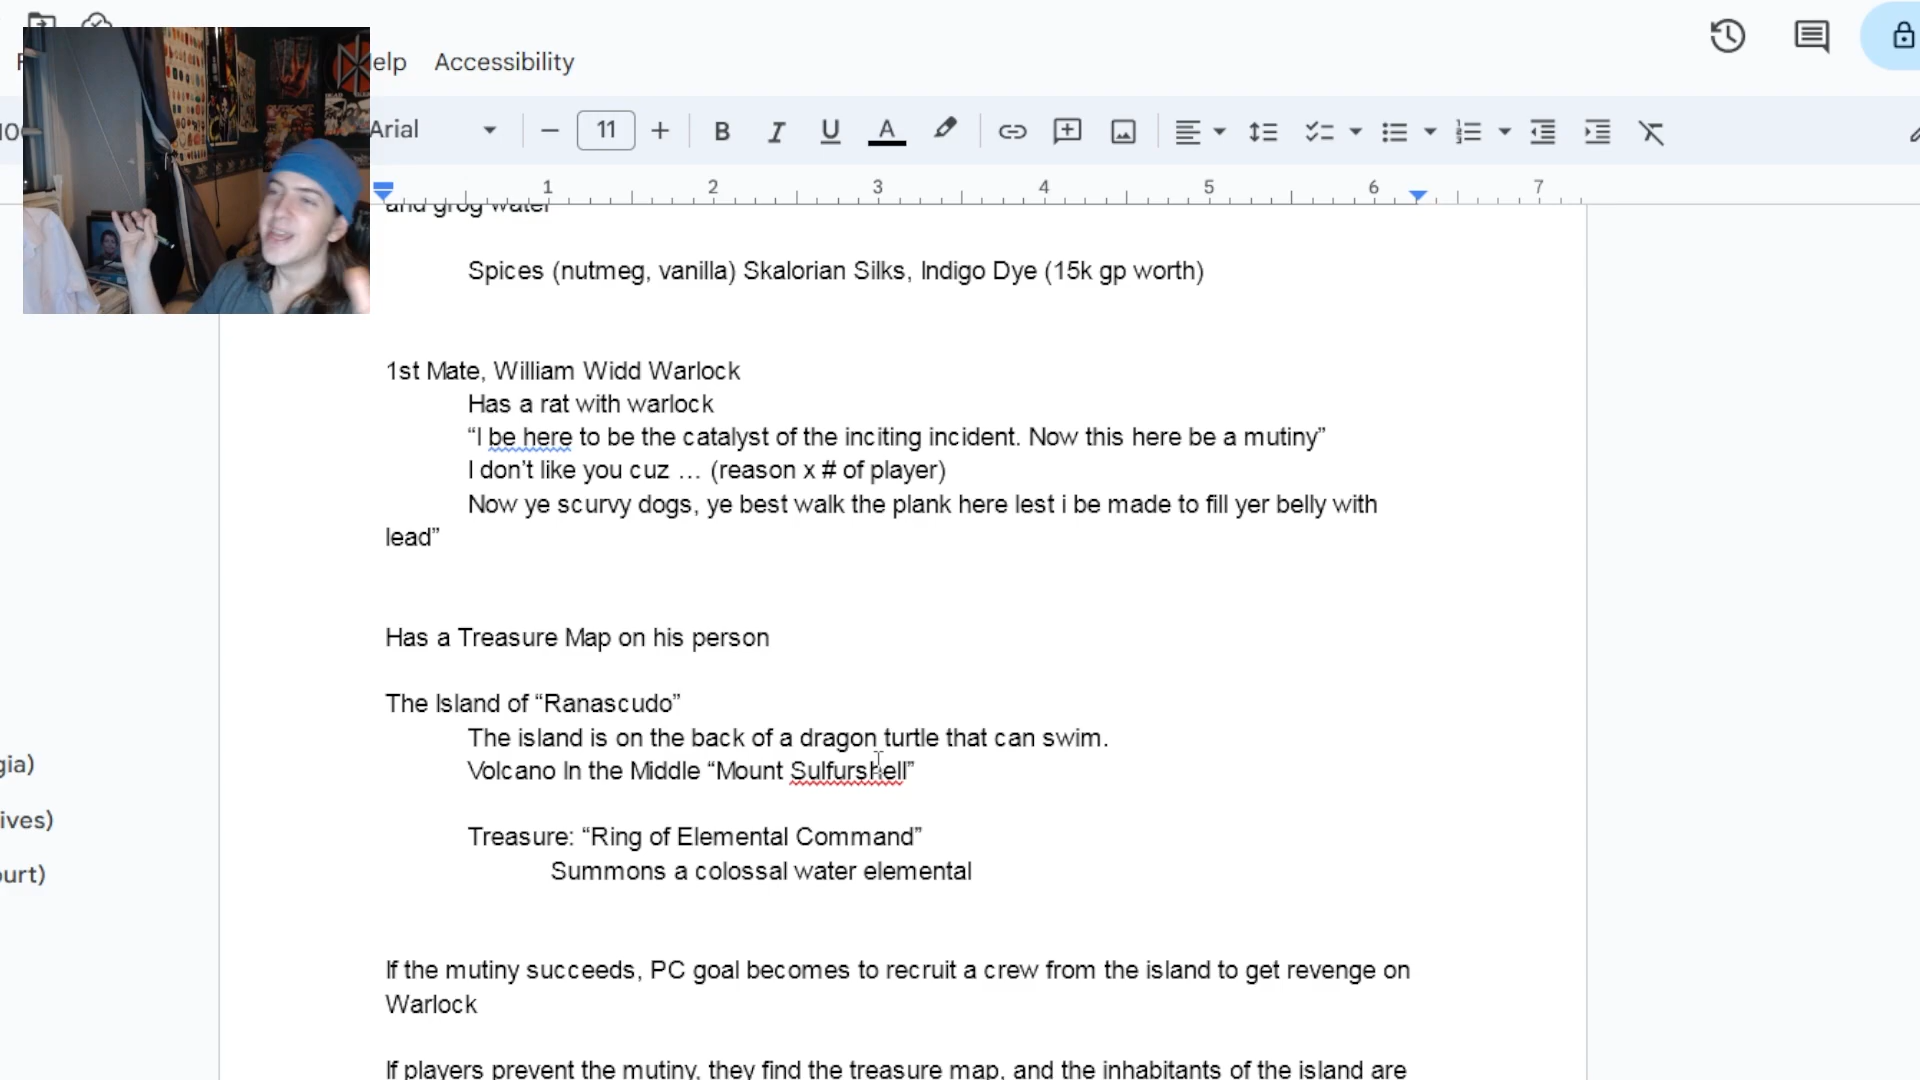 elp Accessibility
Arial 11 B I U A
1 2 3 4 5 6 7
and grog water
Spices (nutmeg, vanilla) Skalorian Silks, Indigo Dye (15k gp worth)
1st Mate, William Widd Warlock
Has a rat with warlock
“I be here to be the catalyst of the inciting incident. Now this here be a mutiny”
I don’t like you cuz … (reason x # of player)
Now ye scurvy dogs, ye best walk the plank here lest i be made to fill yer belly with
lead”
Has a Treasure Map on his person
The Island of “Ranascudo”
The island is on the back of a dragon turtle that can swim.
Volcano In the Middle “Mount Sulfurshell”
gia)
ives)
Treasure: “Ring of Elemental Command”
ourt)
Summons a colossal water elemental
If the mutiny succeeds, PC goal becomes to recruit a crew from the island to get revenge on
Warlock
If players prevent the mutiny, they find the treasure map, and the inhabitants of the island are